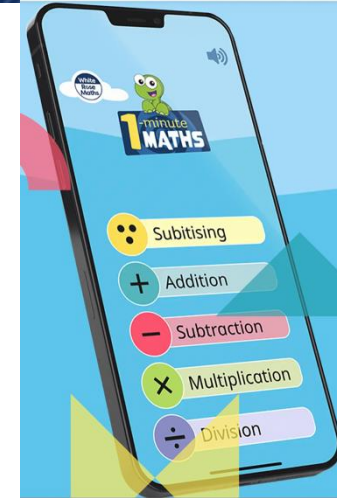 White
Rose
Maths
1-minute
MATHS
Subitising
+ Addition
− Subtraction
× Multiplication
÷ Division